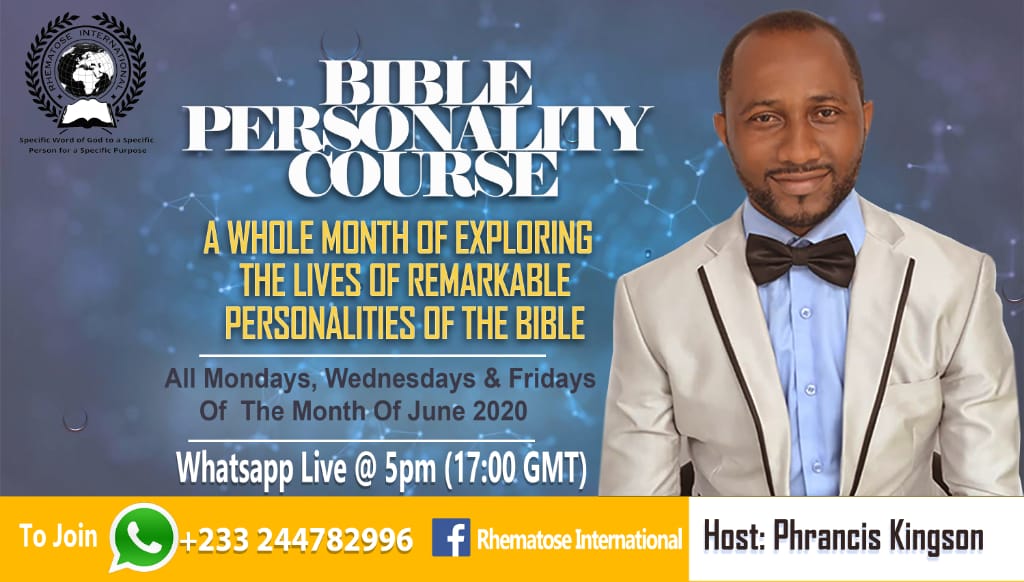 RHEMATOSE INTERNATIONAL
Specific Word of God to a Specific
Person for a Specific Purpose
BIBLE
PERSONALITY
COURSE
A WHOLE MONTH OF EXPLORING
THE LIVES OF REMARKABLE
PERSONALITIES OF THE BIBLE
All Mondays, Wednesdays & Fridays
Of The Month Of June 2020
Whatsapp Live @ 5pm (17:00 GMT)
To Join +233 244782996 f Rhematose International Host: Phrancis Kingson